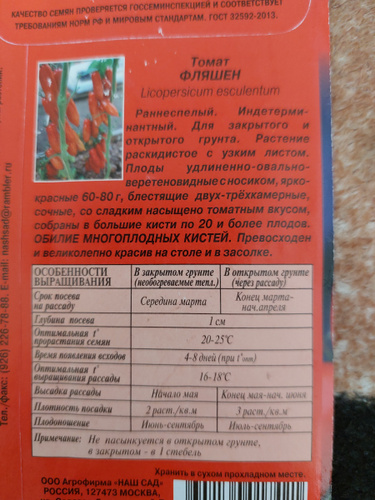 КАЧЕСТВО СЕМЯН ПРОВЕРЯЕТСЯ ГОССЕМИНСПЕКЦИЕЙ И СООТВЕТСТВУЕТ
ТРЕБОВАНИЯМ НОРМ РФ И МИРОВЫМ СТАНДАРТАМ. ГОСТ 32592-2013.
Томат
ФЛЯШЕН
Licopersicum esculentum
Раннеспелый. Индетерми-
нантный. Для закрытого и
открытого грунта. Растение
раскидистое с узким листом.
Плоды удлиненно-овально-
веретеновидные с носиком, ярко-
красные 60-80 г, блестящие двух-трёхкамерные,
сочные, со сладким насыщено томатным вкусом,
собраны в большие кисти по 20 и более плодов.
ОБИЛИЕ МНОГОПЛОДНЫХ КИСТЕЙ. Превосходен
и великолепно красив на столе и в засолке.
ОСОБЕННОСТИ ВЫРАЩИВАНИЯ
В закрытом грунте (необогреваемые тепл.)
В открытом грунте (через рассаду)
Срок посева на рассаду
Середина марта
Конец марта-нач.апреля
Глубина посева
1 см
Оптимальная t° прорастания семян
20-25°C
Время появления всходов
4-8 дней (при t°опт)
Оптимальная t° выращивания рассады
16-18°C
Высадка рассады
Начало мая
Конец мая-нач. июня
Плотность посадки
2 раст./кв.м
3 раст./кв.м
Плодоношение
Июнь-сентябрь
Июль-сентябрь
Примечание: Не пасынкуется в открытом грунте,
в закрытом - в 1 стебель
Хранить в сухом прохладном месте.
ООО Агрофирма «НАШ САД»
РОССИЯ, 127473 МОСКВА,
Тел./факс: (926) 226-78-88. E-mail: nashsad@rambler.ru